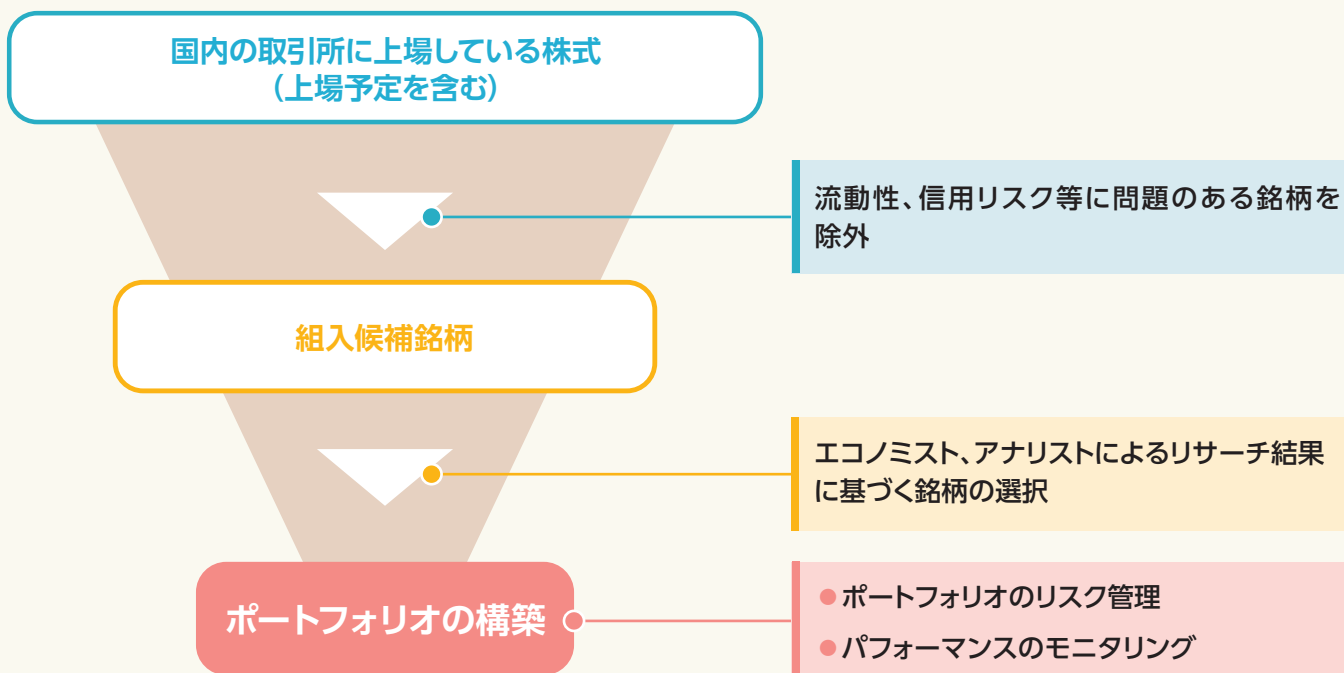 国内の取引所に上場している株式
（上場予定を含む）
流動性、信用リスク等に問題のある銘柄を
除外
組入候補銘柄
エコノミスト、アナリストによるリサーチ結果
に基づく銘柄の選択
ポートフォリオの構築
●ポートフォリオのリスク管理
●パフォーマンスのモニタリング